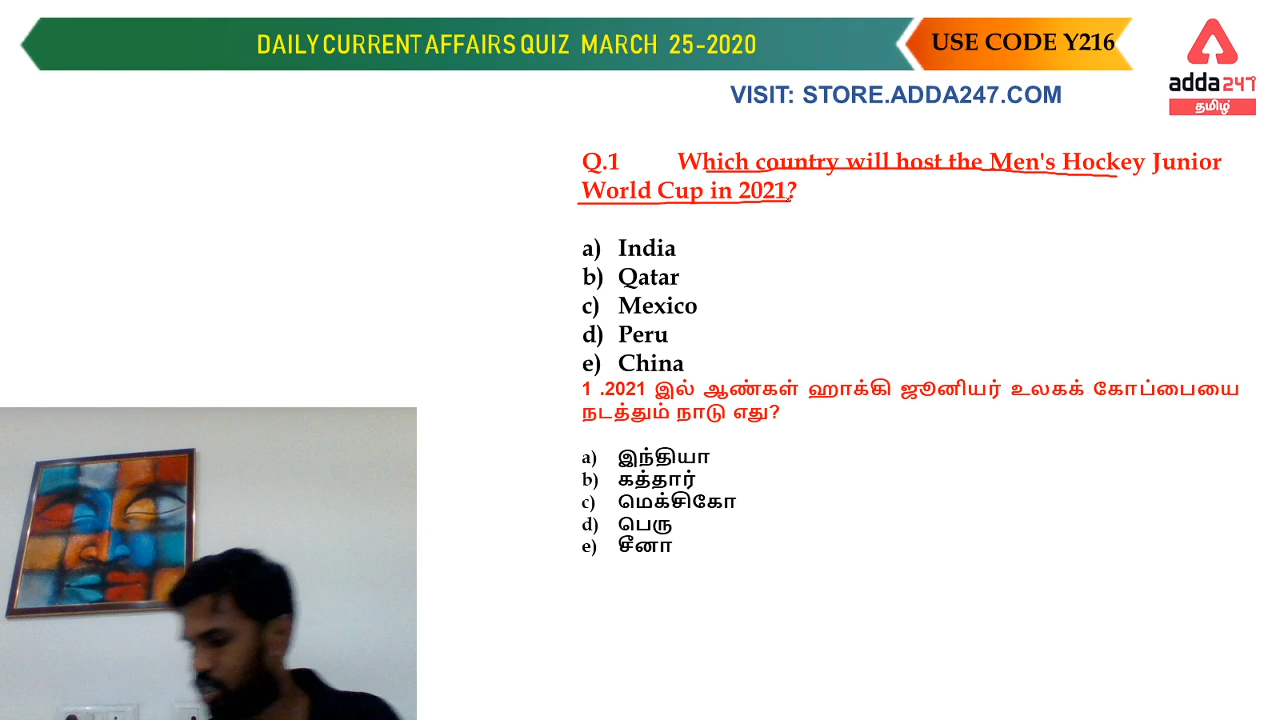 DAILY CURRENT AFFAIRS QUIZ MARCH 25-2020
USE CODE Y216
adda247
தமிழ்
VISIT: STORE.ADDA247.COM
Q.1 Which country will host the Men's Hockey Junior
World Cup in 2021?
a) India
b) Qatar
c) Mexico
d) Peru
e) China
1 .2021 இல் ஆண்கள் ஹாக்கி ஜூனியர் உலகக் கோப்பையை
நடத்தும் நாடு எது?
a) இந்தியா
b) கத்தார்
c) மெக்சிகோ
d) பெரு
e) சீனா